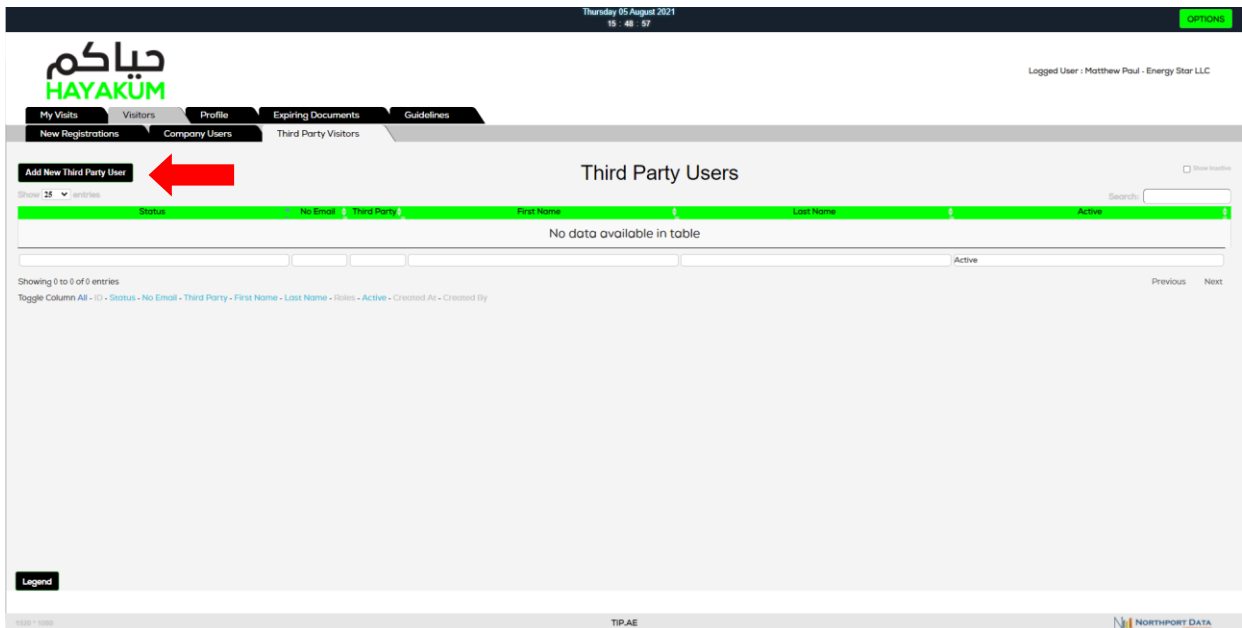 Thursday 05 August 2021
15 : 48 : 57
OPTIONS
حياكم
HAYAKUM
Logged User : Matthew Paul - Energy Star LLC
My Visits Visitors Profile Expiring Documents Guidelines
New Registrations Company Users Third Party Visitors
Add New Third Party User
Third Party Users
Show Inactive
Show 25 entries
Search:
Status No Email Third Party First Name Last Name Active
No data available in table
Active
Showing 0 to 0 of 0 entries
Previous Next
Toggle Column All - ID - Status - No Email - Third Party - First Name - Last Name - Roles - Active - Created At - Created By
Legend
TIP.AE
NORTHPORT DATA